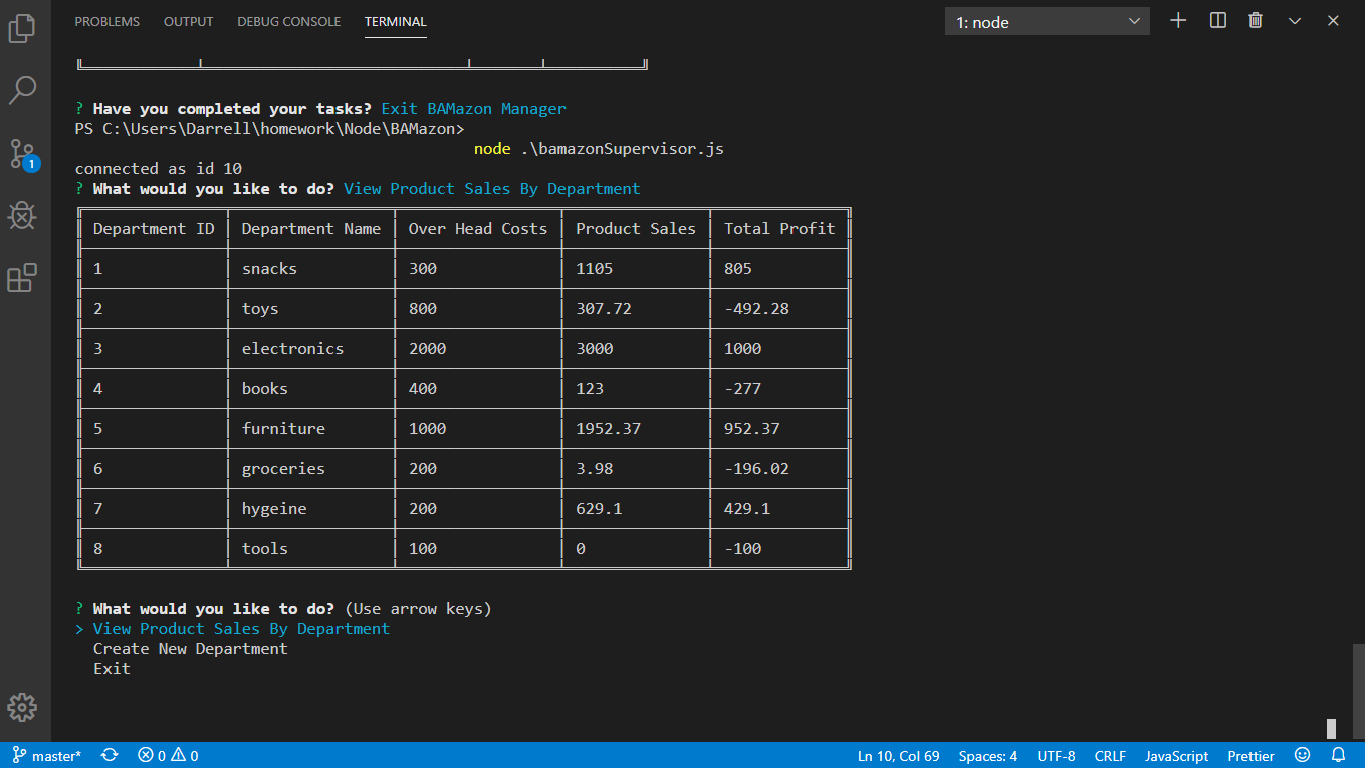 PROBLEMS OUTPUT DEBUG CONSOLE TERMINAL 1: node
? Have you completed your tasks? Exit BAMazon Manager
PS C:\Users\Darrell\homework\Node\BAMazon>
node .\bamazonSupervisor.js
connected as id 10
? What would you like to do? View Product Sales By Department
Department ID Department Name Over Head Costs Product Sales Total Profit
1 snacks 300 1105 805
2 toys 800 307.72 -492.28
3 electronics 2000 3000 1000
4 books 400 123 -277
5 furniture 1000 1952.37 952.37
6 groceries 200 3.98 -196.02
7 hygeine 200 629.1 429.1
8 tools 100 0 -100
? What would you like to do? (Use arrow keys)
> View Product Sales By Department
Create New Department
Exit
1
master* 0 0 Ln 10, Col 69 Spaces: 4 UTF-8 CRLF JavaScript Prettier